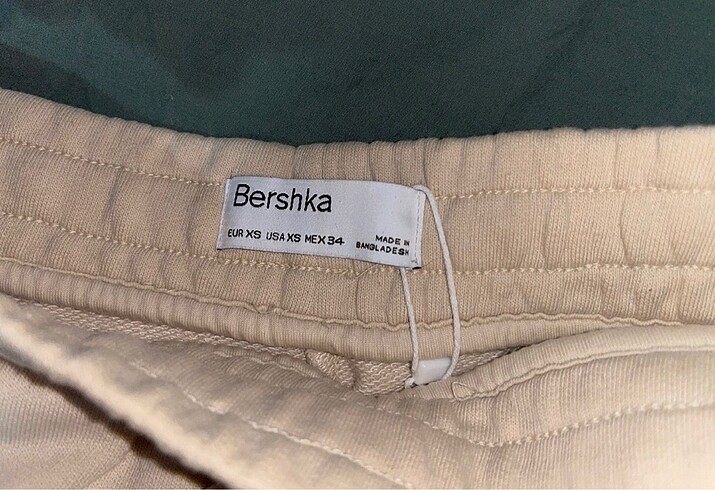 Bershka
EUR XS USA XS MEX 34
MADE IN
BANGLADESH